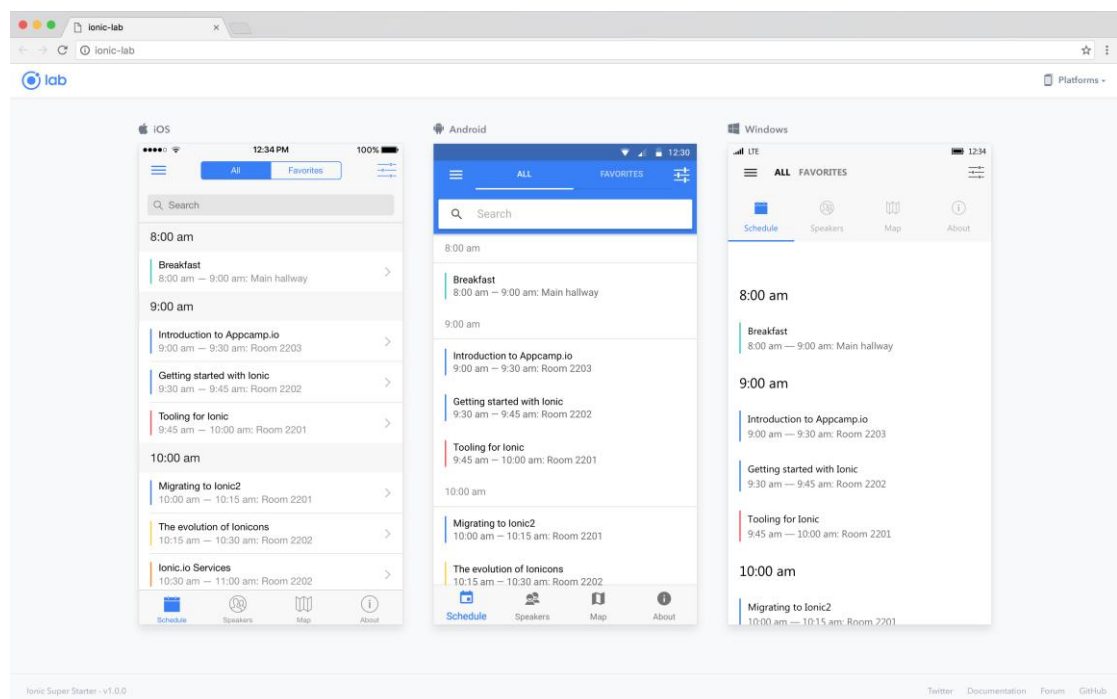 ionic-lab
ionic-lab
lab
Platforms
iOS
12:34 PM
100%
All
Favorites
Search
8:00 am
Breakfast
8:00 am — 9:00 am: Main hallway
9:00 am
Introduction to Appcamp.io
9:00 am — 9:30 am: Room 2203
Getting started with Ionic
9:30 am — 9:45 am: Room 2202
Tooling for Ionic
9:45 am — 10:00 am: Room 2201
10:00 am
Migrating to Ionic2
10:00 am — 10:15 am: Room 2201
The evolution of Ionicons
10:15 am — 10:30 am: Room 2202
Ionic.io Services
10:30 am — 11:00 am: Room 2202
Schedule
Speakers
Map
About
Android
12:30
ALL
FAVORITES
Search
8:00 am
Breakfast
8:00 am — 9:00 am: Main hallway
9:00 am
Introduction to Appcamp.io
9:00 am — 9:30 am: Room 2203
Getting started with Ionic
9:30 am — 9:45 am: Room 2202
Tooling for Ionic
9:45 am — 10:00 am: Room 2201
10:00 am
Migrating to Ionic2
10:00 am — 10:15 am: Room 2201
The evolution of Ionicons
10:15 am — 10:30 am: Room 2202
Schedule
Speakers
Map
About
Windows
LTE
12:34
ALL FAVORITES
Schedule
Speakers
Map
About
8:00 am
Breakfast
8:00 am — 9:00 am: Main hallway
9:00 am
Introduction to Appcamp.io
9:00 am — 9:30 am: Room 2203
Getting started with Ionic
9:30 am — 9:45 am: Room 2202
Tooling for Ionic
9:45 am — 10:00 am: Room 2201
10:00 am
Migrating to Ionic2
10:00 am — 10:15 am: Room 2201
Ionic Super Starter - v1.0.0
Twitter Documentation Forum GitHub